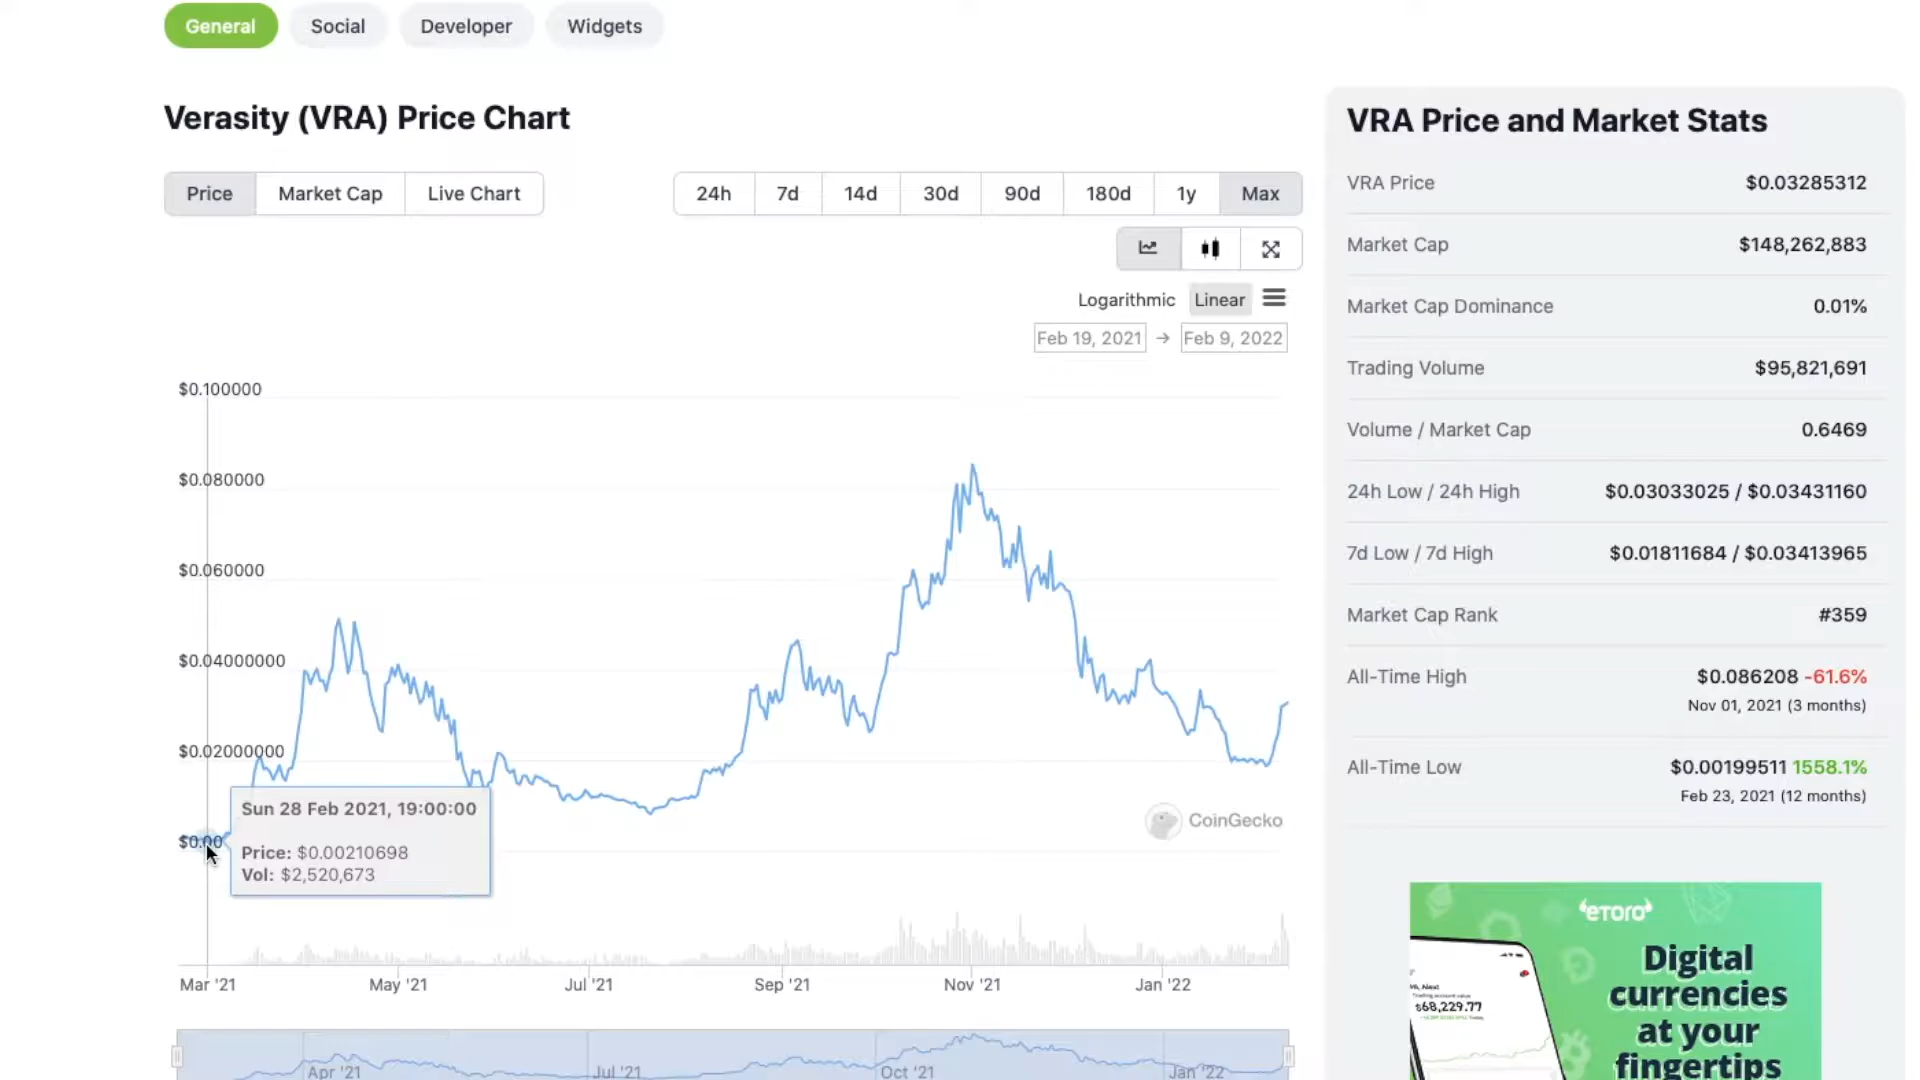 General Social Developer Widgets
Verasity (VRA) Price Chart
Price Market Cap Live Chart
24h 7d 14d 30d 90d 180d 1y Max
Logarithmic Linear
Feb 19, 2021 → Feb 9, 2022
$0.100000
$0.080000
$0.060000
$0.04000000
$0.02000000
$0.00
Sun 28 Feb 2021, 19:00:00
Price: $0.00210698
Vol: $2,520,673
CoinGecko
Mar '21 May '21 Jul '21 Sep '21 Nov '21 Jan '22
Apr '21 Jul '21 Oct '21 Jan '22
VRA Price and Market Stats
VRA Price $0.03285312
Market Cap $148,262,883
Market Cap Dominance 0.01%
Trading Volume $95,821,691
Volume / Market Cap 0.6469
24h Low / 24h High $0.03033025 / $0.03431160
7d Low / 7d High $0.01811684 / $0.03413965
Market Cap Rank #359
All-Time High $0.086208 -61.6%
Nov 01, 2021 (3 months)
All-Time Low $0.00199511 1558.1%
Feb 23, 2021 (12 months)
eToro
Digital
currencies
at your
fingertips
68,229.77